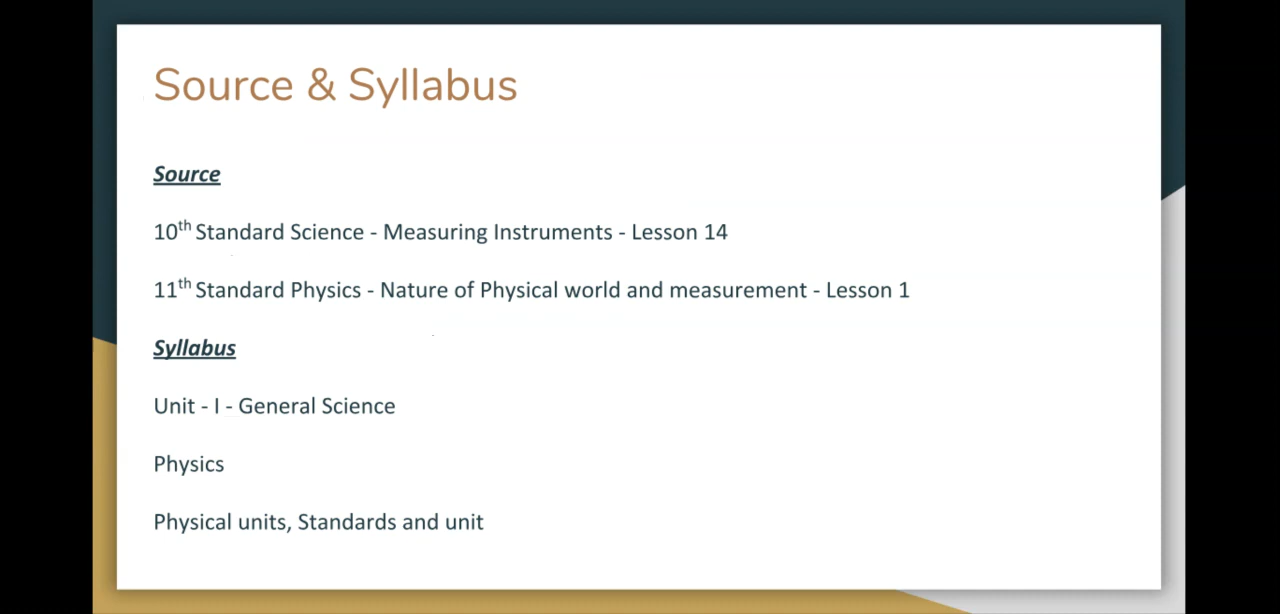 Source & Syllabus
Source
10th Standard Science - Measuring Instruments - Lesson 14
11th Standard Physics - Nature of Physical world and measurement - Lesson 1
Syllabus
Unit - I - General Science
Physics
Physical units, Standards and unit